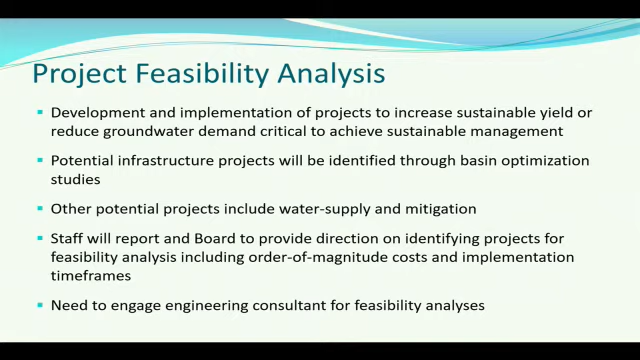 Project Feasibility Analysis
Development and implementation of projects to increase sustainable yield or
reduce groundwater demand critical to achieve sustainable management
Potential infrastructure projects will be identified through basin optimization
studies
Other potential projects include water-supply and mitigation
Staff will report and Board to provide direction on identifying projects for
feasibility analysis including order-of-magnitude costs and implementation
timeframes
Need to engage engineering consultant for feasibility analyses